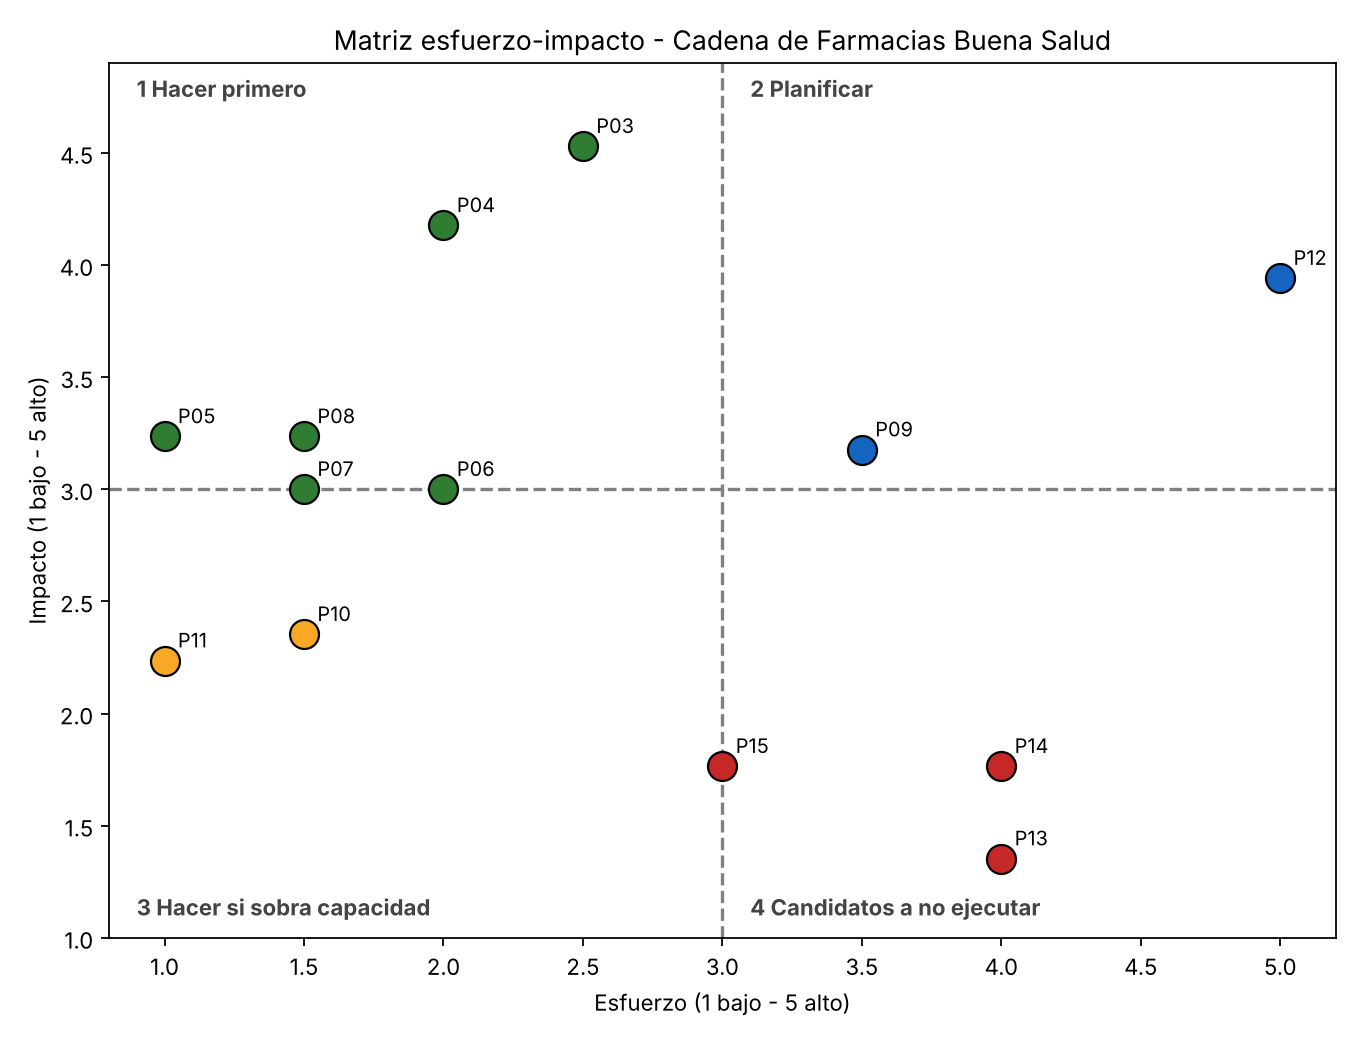 Matriz esfuerzo-impacto - Cadena de Farmacias Buena Salud
1 Hacer primero
2 Planificar
P03
P04
P12
P05
P08
P09
P07
P06
P10
P11
P15
P14
P13
3 Hacer si sobra capacidad
4 Candidatos a no ejecutar
Impacto (1 bajo - 5 alto)
4.5
4.0
3.5
3.0
2.5
2.0
1.5
1.0
1.0 1.5 2.0 2.5 3.0 3.5 4.0 4.5 5.0
Esfuerzo (1 bajo - 5 alto)